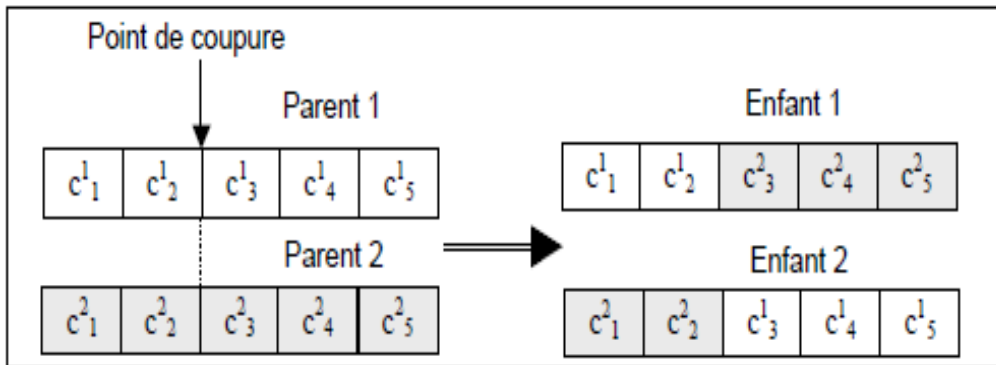 Point de coupure
Parent 1
c¹₁ c¹₂ c¹₃ c¹₄ c¹₅
Parent 2
c²₁ c²₂ c²₃ c²₄ c²₅
Enfant 1
c¹₁ c¹₂ c²₃ c²₄ c²₅
Enfant 2
c²₁ c²₂ c¹₃ c¹₄ c¹₅